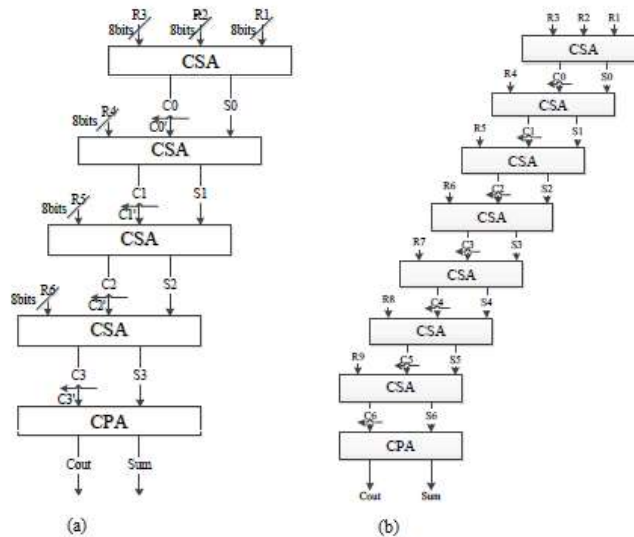 R3 R2 R1
8bits 8bits 8bits
CSA
C0 S0
R4
8bits C0'
CSA
C1 S1
R5
8bits C1'
CSA
C2 S2
R6
8bits C2'
CSA
C3 S3
C3'
CPA
Cout Sum
(a)
R3 R2 R1
CSA
R4 C0 S0
CSA
R5 C1 S1
CSA
R6 C2 S2
CSA
R7 C3 S3
CSA
R8 C4 S4
CSA
R9 C5 S5
CSA
C6 S6
CPA
Cout Sum
(b)